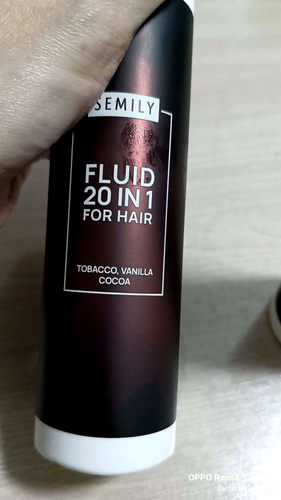 SEMILY
FLUID
20 IN 1
FOR HAIR
TOBACCO, VANILLA
COCOA
OPPO Reno